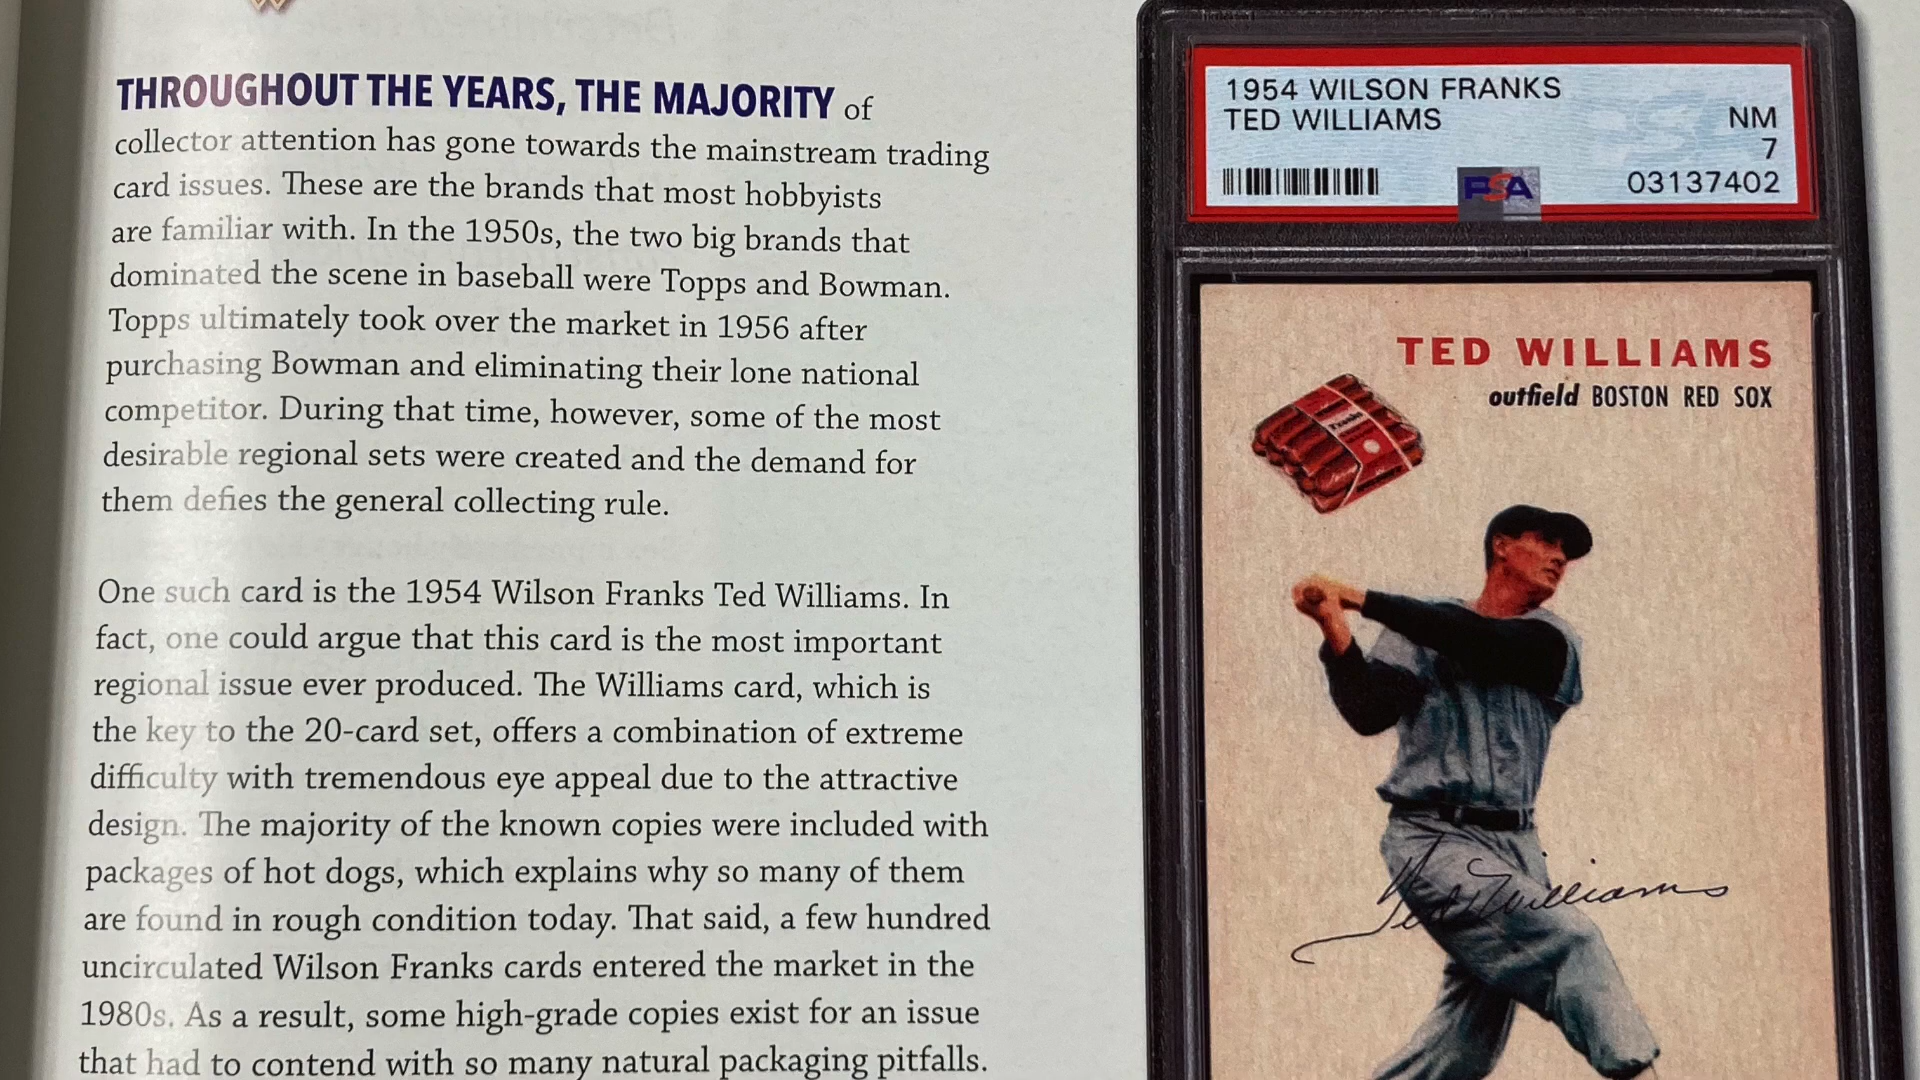 THROUGHOUT THE YEARS, THE MAJORITY of
collector attention has gone towards the mainstream trading
card issues. These are the brands that most hobbyists
are familiar with. In the 1950s, the two big brands that
dominated the scene in baseball were Topps and Bowman.
Topps ultimately took over the market in 1956 after
purchasing Bowman and eliminating their lone national
competitor. During that time, however, some of the most
desirable regional sets were created and the demand for
them defies the general collecting rule.
One such card is the 1954 Wilson Franks Ted Williams. In
fact, one could argue that this card is the most important
regional issue ever produced. The Williams card, which is
the key to the 20-card set, offers a combination of extreme
difficulty with tremendous eye appeal due to the attractive
design. The majority of the known copies were included with
packages of hot dogs, which explains why so many of them
are found in rough condition today. That said, a few hundred
uncirculated Wilson Franks cards entered the market in the
1980s. As a result, some high-grade copies exist for an issue
that had to contend with so many natural packaging pitfalls.
1954 WILSON FRANKS
TED WILLIAMS
NM
7
PSA
03137402
TED WILLIAMS
outfield BOSTON RED SOX
Franks
Ted Williams